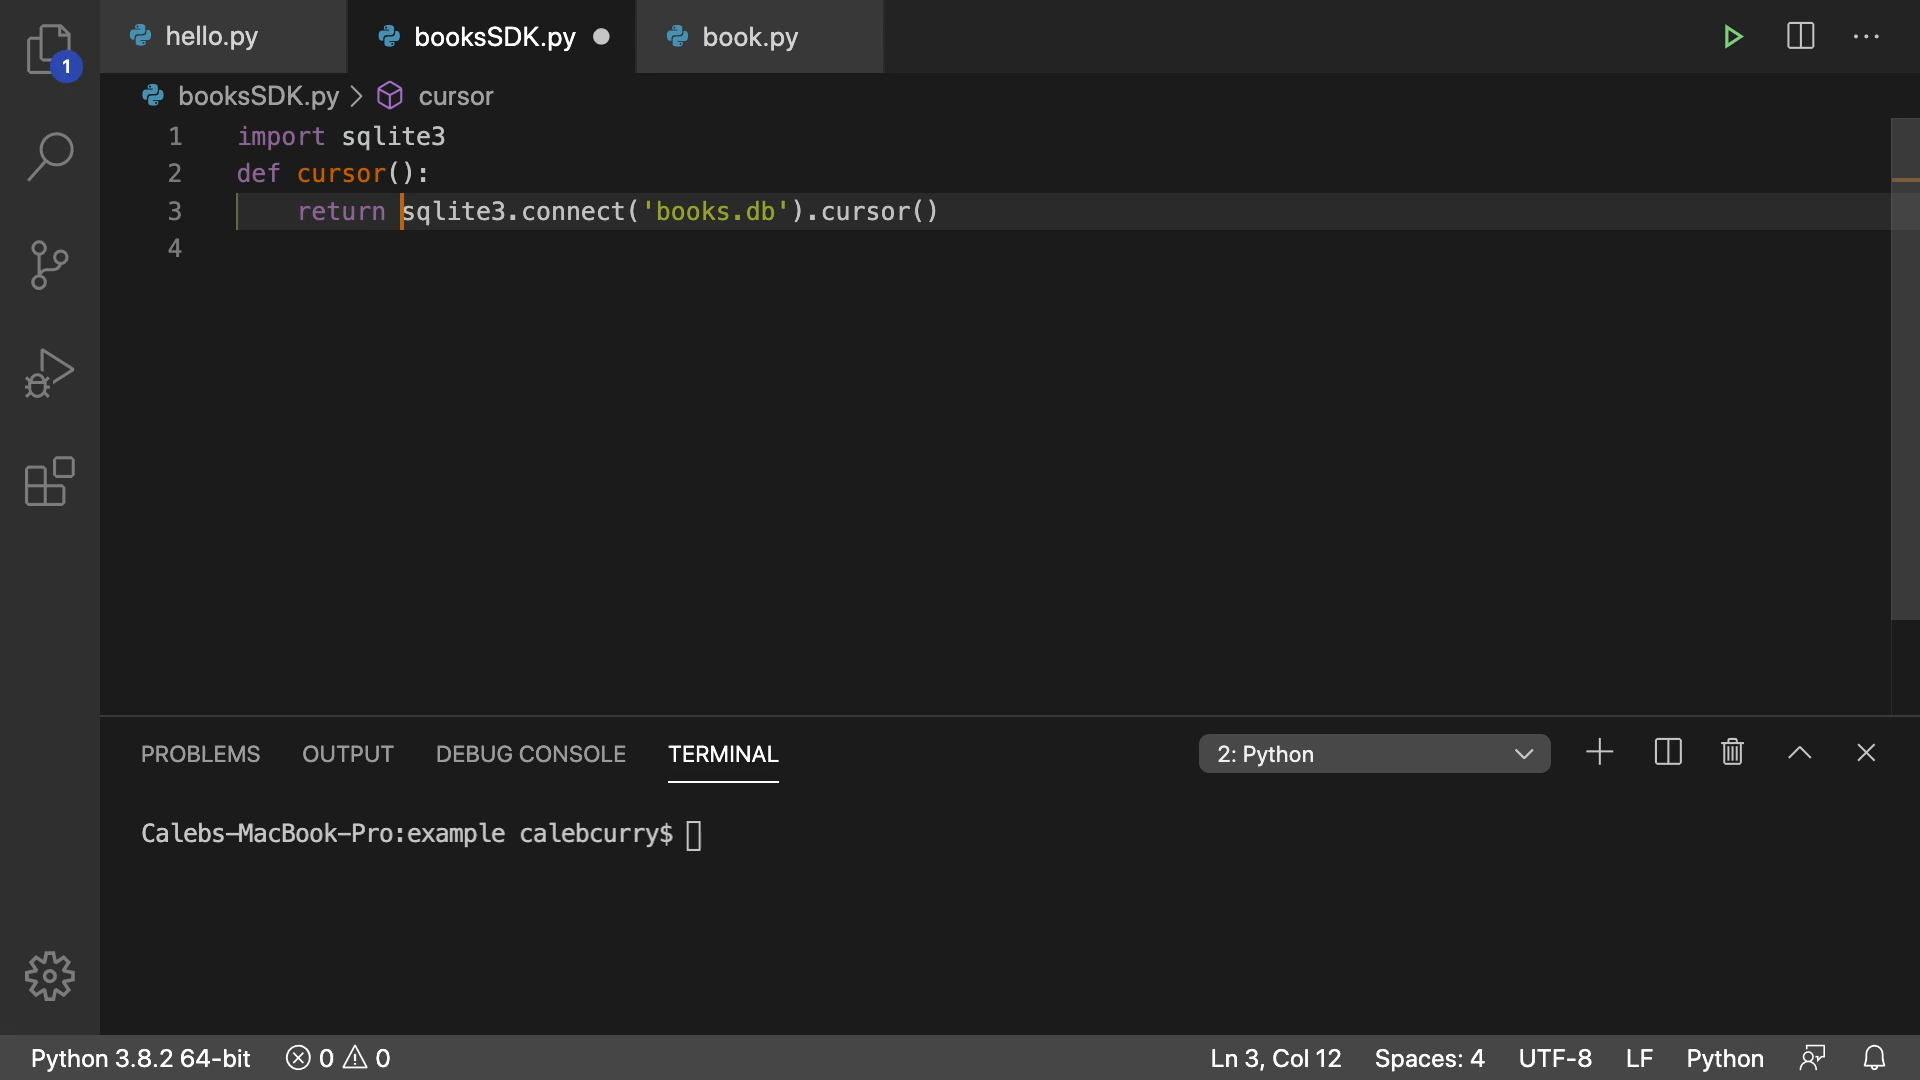 hello.py booksSDK.py book.py
1
booksSDK.py cursor
1 import sqlite3
2 def cursor():
3 return sqlite3.connect('books.db').cursor()
4
PROBLEMS OUTPUT DEBUG CONSOLE TERMINAL 2: Python
Calebs-MacBook-Pro:example calebcurry$
Python 3.8.2 64-bit 0 0 Ln 3, Col 12 Spaces: 4 UTF-8 LF Python